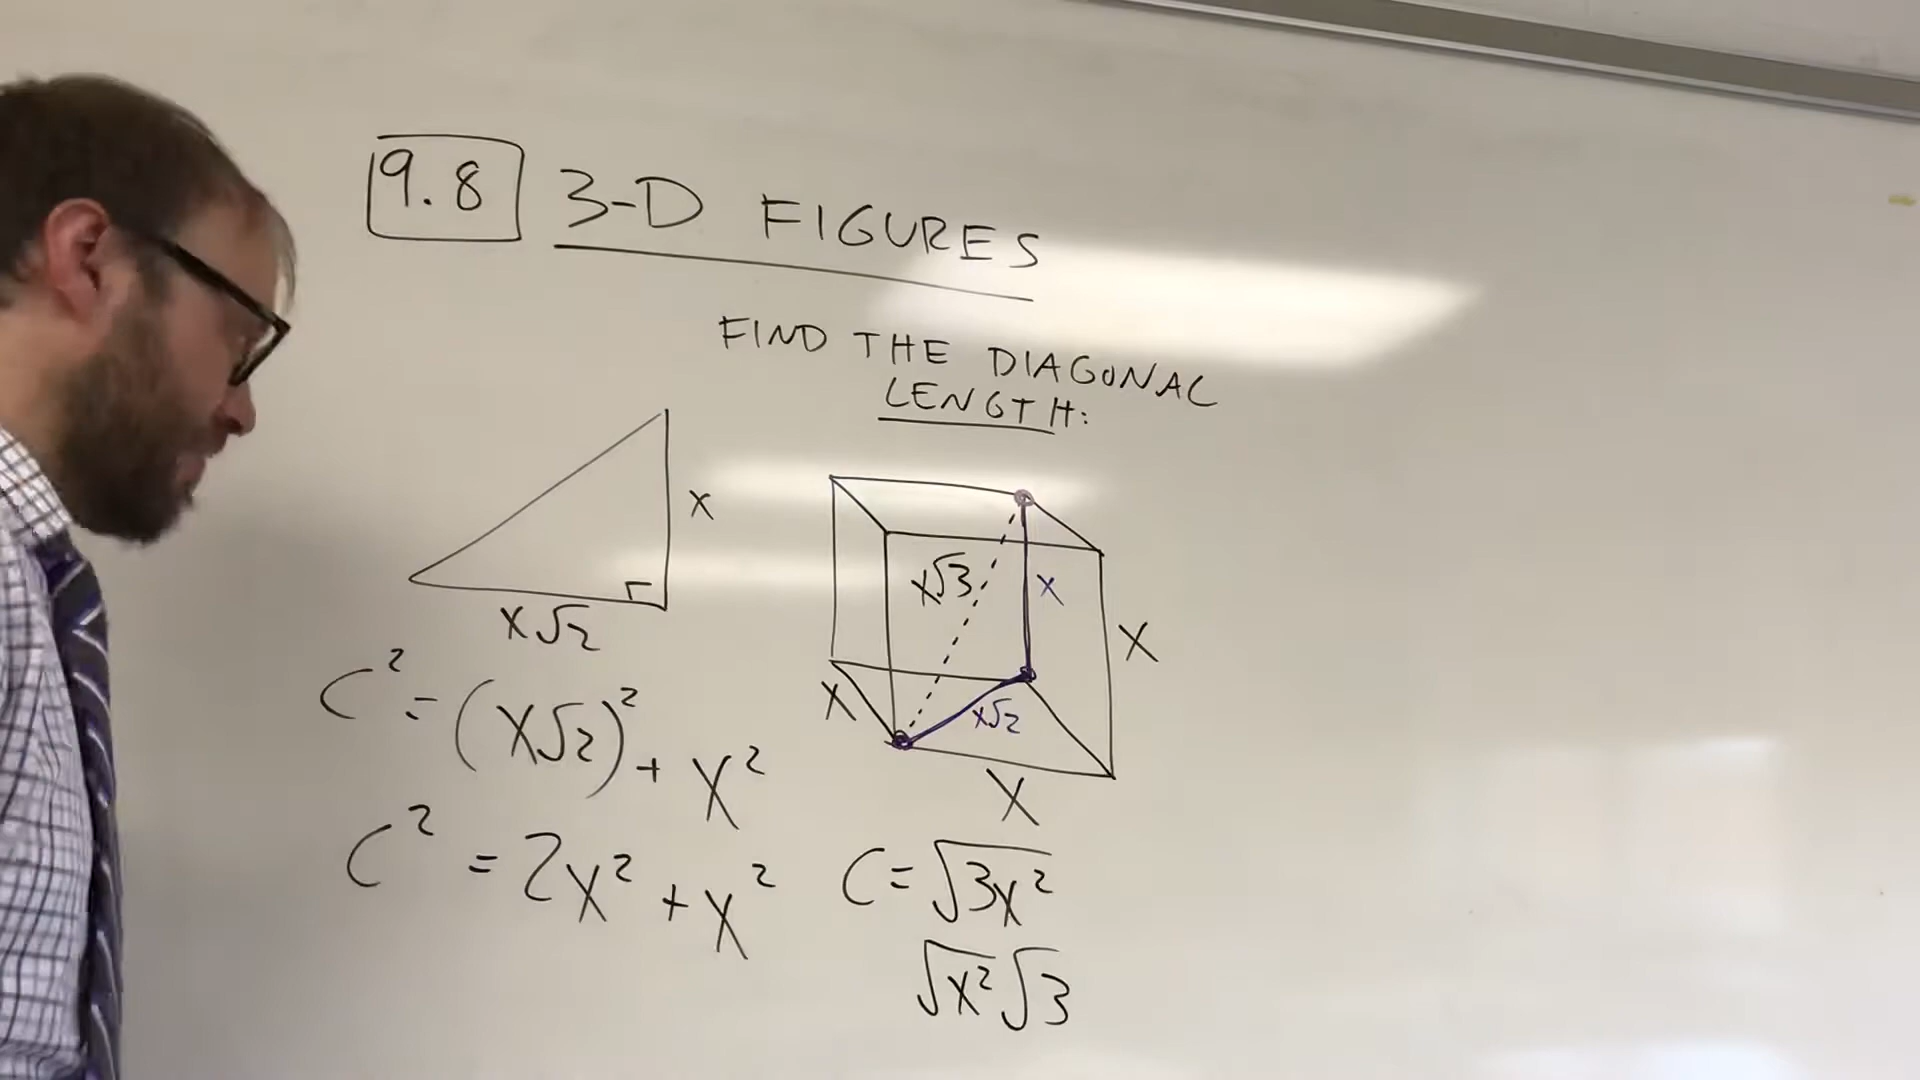 9.8 3-D FIGURES
FIND THE DIAGONAL
LENGTH:
x
x√2
x√3
x
x
x
x√2
x
C² = (x√2)² + x²
C² = 2x² + x²
C = √3x²
√x² √3